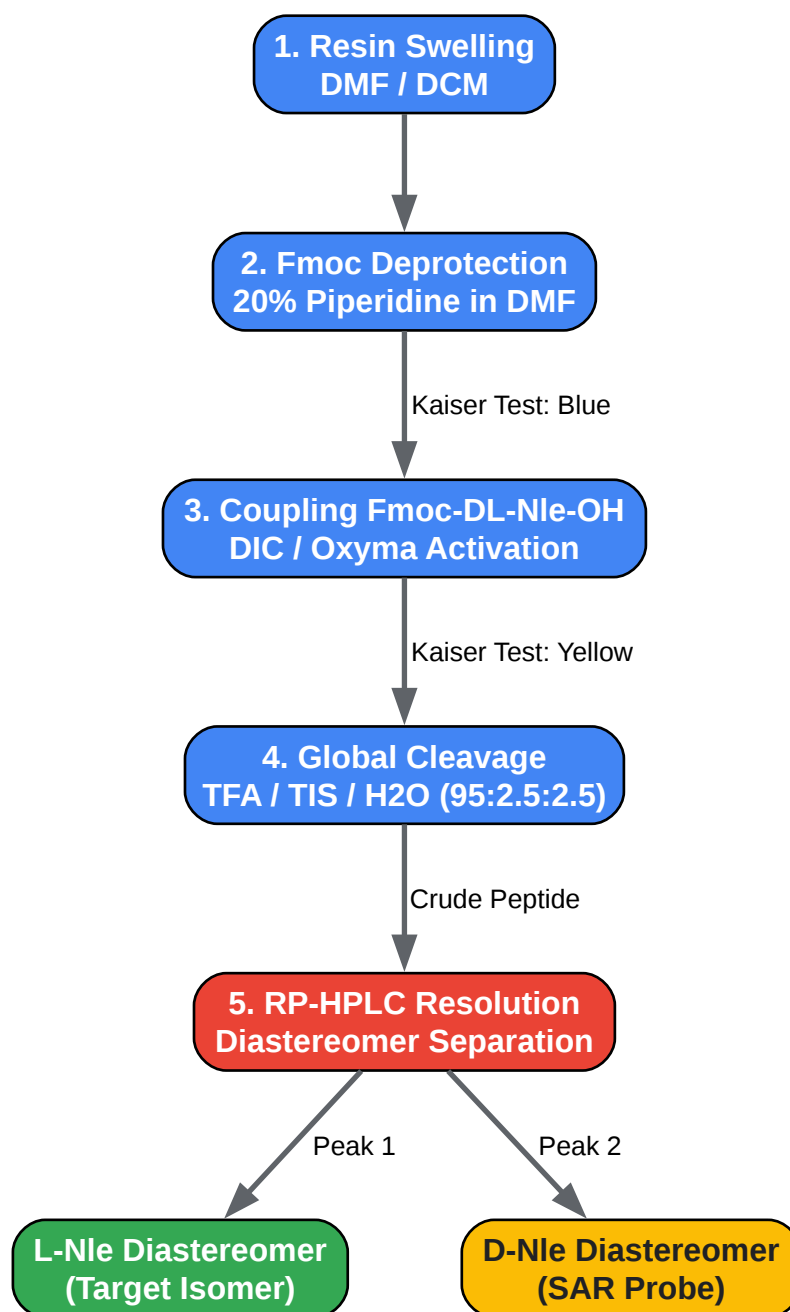 1. Resin Swelling
DMF / DCM
2. Fmoc Deprotection
20% Piperidine in DMF
Kaiser Test: Blue
3. Coupling Fmoc-DL-Nle-OH
DIC / Oxyma Activation
Kaiser Test: Yellow
4. Global Cleavage
TFA / TIS / H2O (95:2.5:2.5)
Crude Peptide
5. RP-HPLC Resolution
Diastereomer Separation
Peak 1
Peak 2
L-Nle Diastereomer
(Target Isomer)
D-Nle Diastereomer
(SAR Probe)